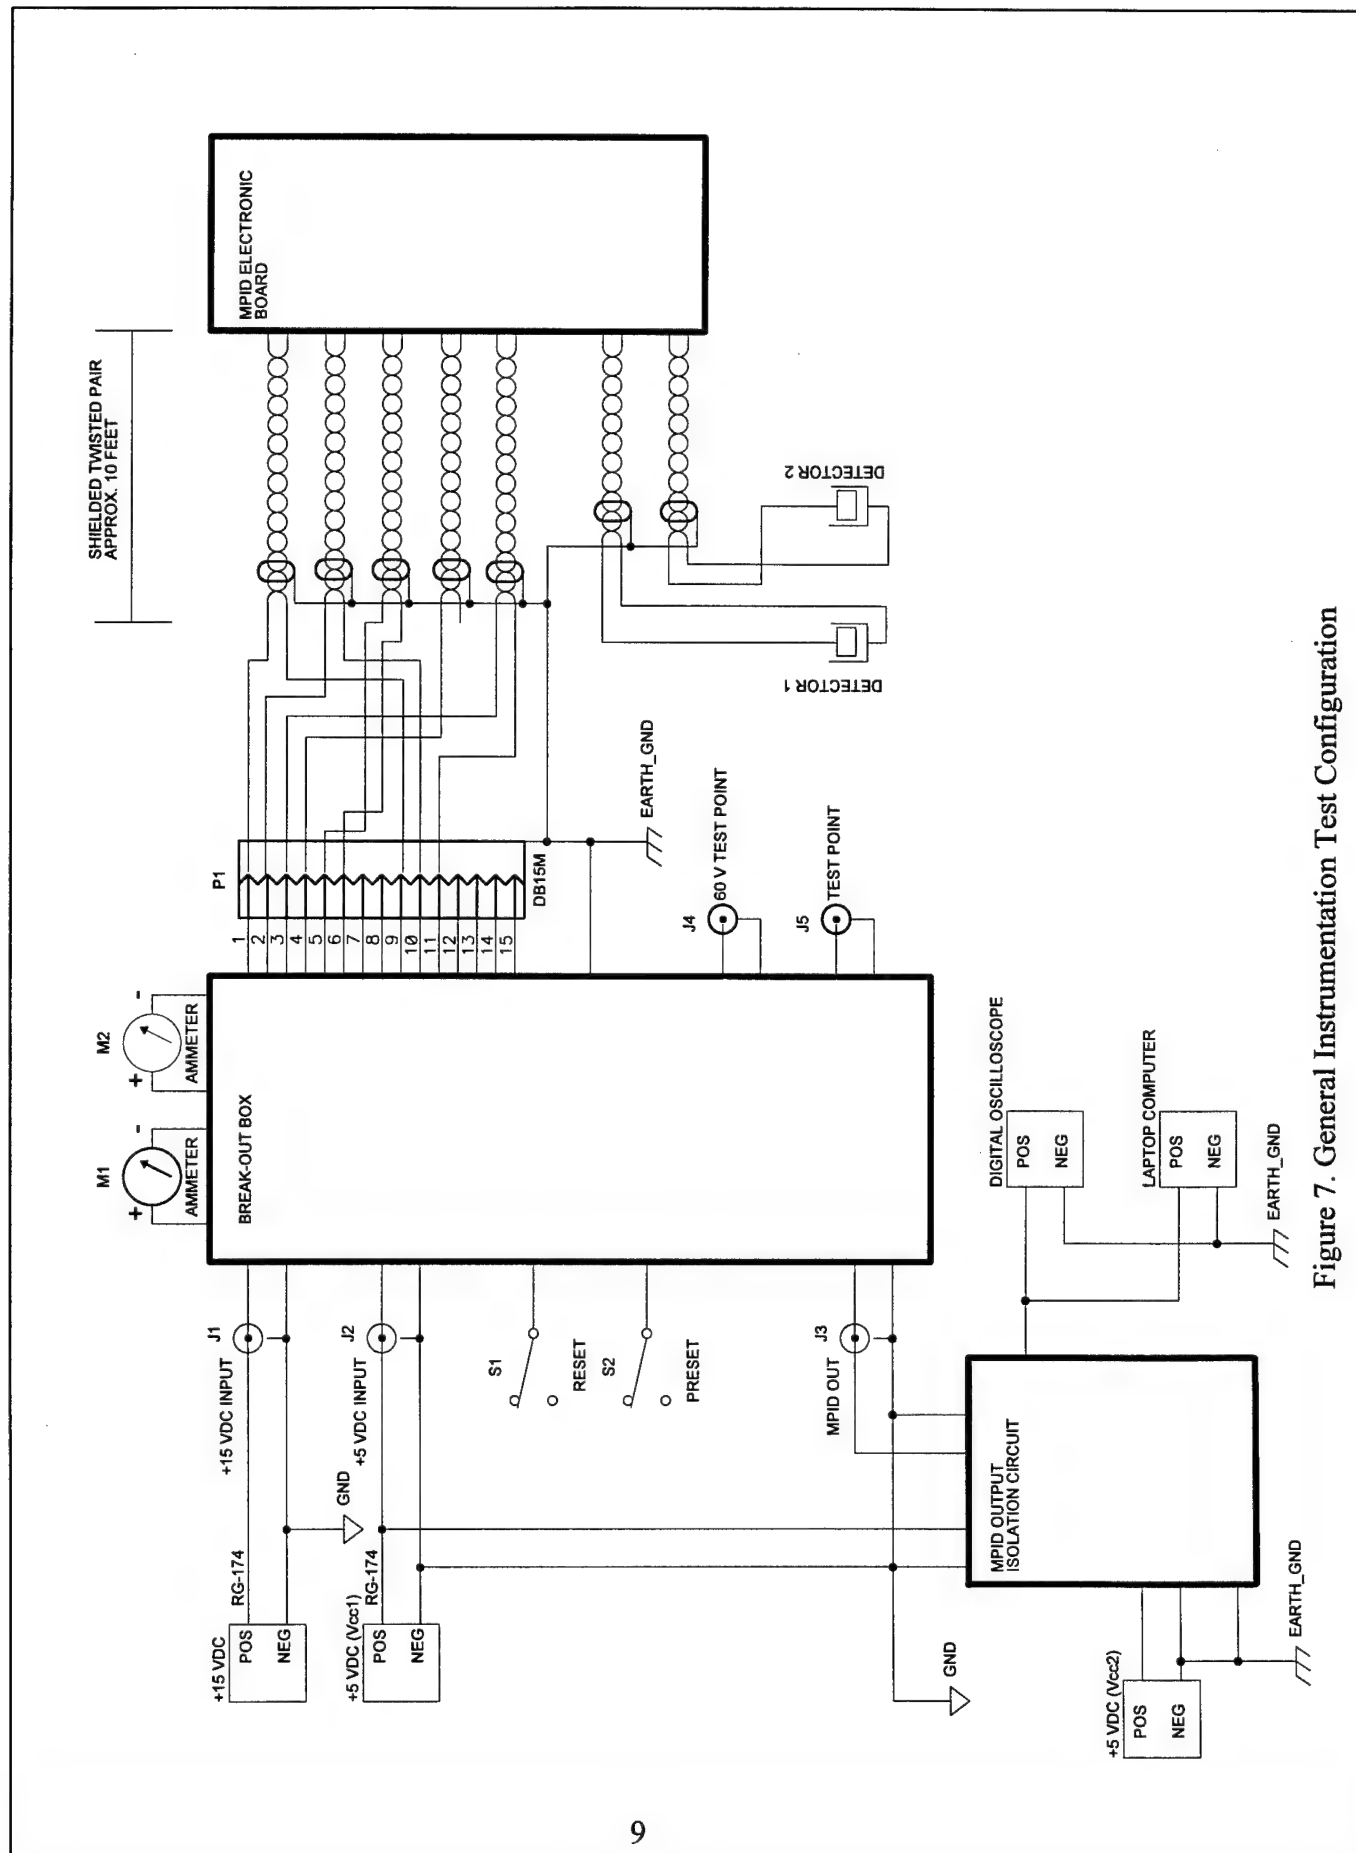 SHIELDED TWISTED PAIR
APPROX. 10 FEET
MPID ELECTRONIC
BOARD
M1
+
-
AMMETER
M2
+
-
AMMETER
BREAK-OUT BOX
P1
1
2
3
4
5
6
7
8
9
10
11
12
13
14
15
DB15M
EARTH_GND
DETECTOR 1
DETECTOR 2
J4
60 V TEST POINT
J5
TEST POINT
+15 VDC
POS
NEG
RG-174
+15 VDC INPUT
J1
GND
+5 VDC (Vcc1)
POS
NEG
RG-174
+5 VDC INPUT
J2
S1
RESET
S2
PRESET
MPID OUT
J3
GND
MPID OUTPUT
ISOLATION CIRCUIT
DIGITAL OSCILLOSCOPE
POS
NEG
LAPTOP COMPUTER
POS
NEG
EARTH_GND
+5 VDC (Vcc2)
POS
NEG
EARTH_GND
Figure 7. General Instrumentation Test Configuration
9